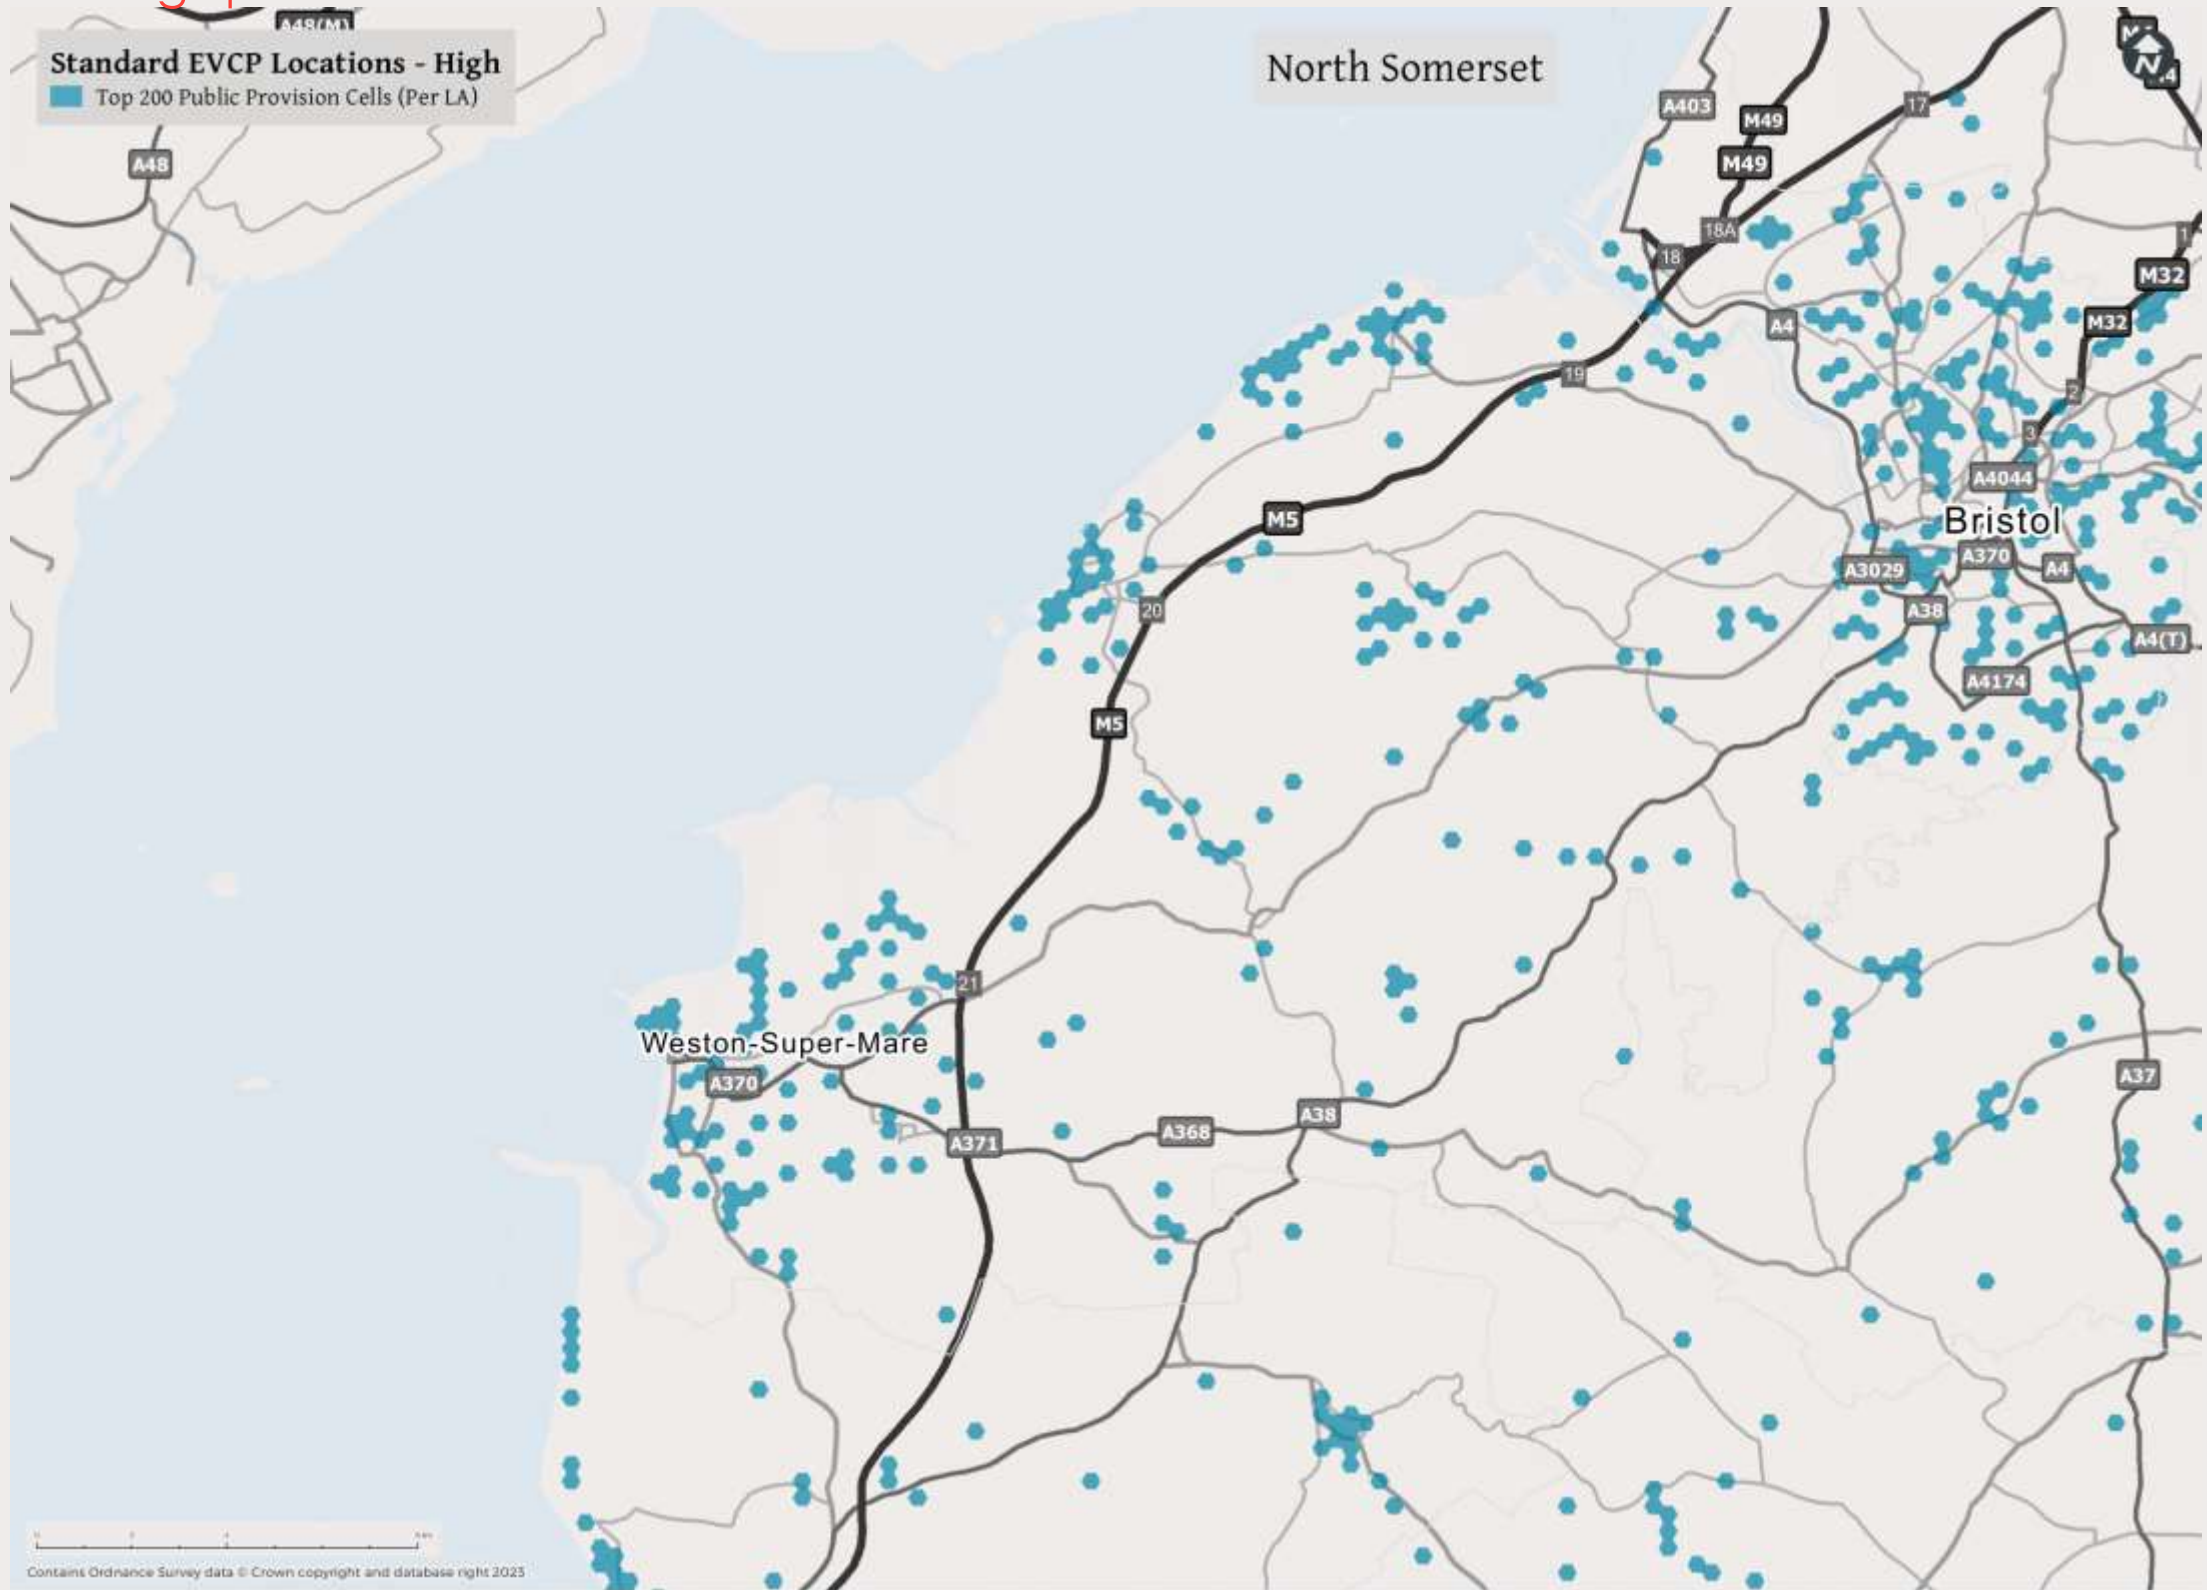 A48(M)
Standard EVCP Locations - High
Top 200 Public Provision Cells (Per LA)
North Somerset
A48
A403
M49
M49
17
18A
18
1
M32
M32
A4
19
2
3
A4044
Bristol
M5
A3029
A370
A4
20
A38
A4(T)
A4174
M5
21
Weston-Super-Mare
A370
A37
A38
A368
A371
Contains Ordnance Survey data © Crown copyright and database right 2023